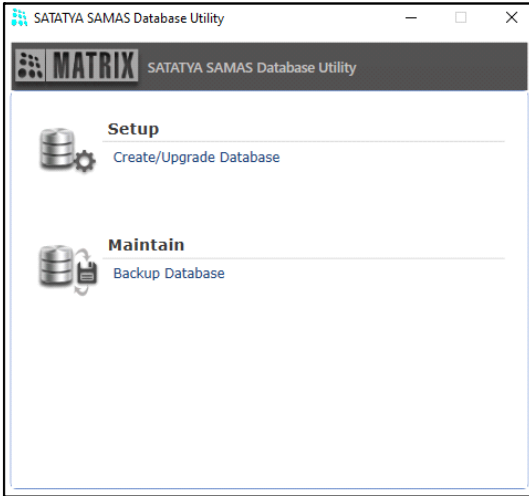 SATATYA SAMAS Database Utility
MATRIX SATATYA SAMAS Database Utility
Setup
Create/Upgrade Database
Maintain
Backup Database